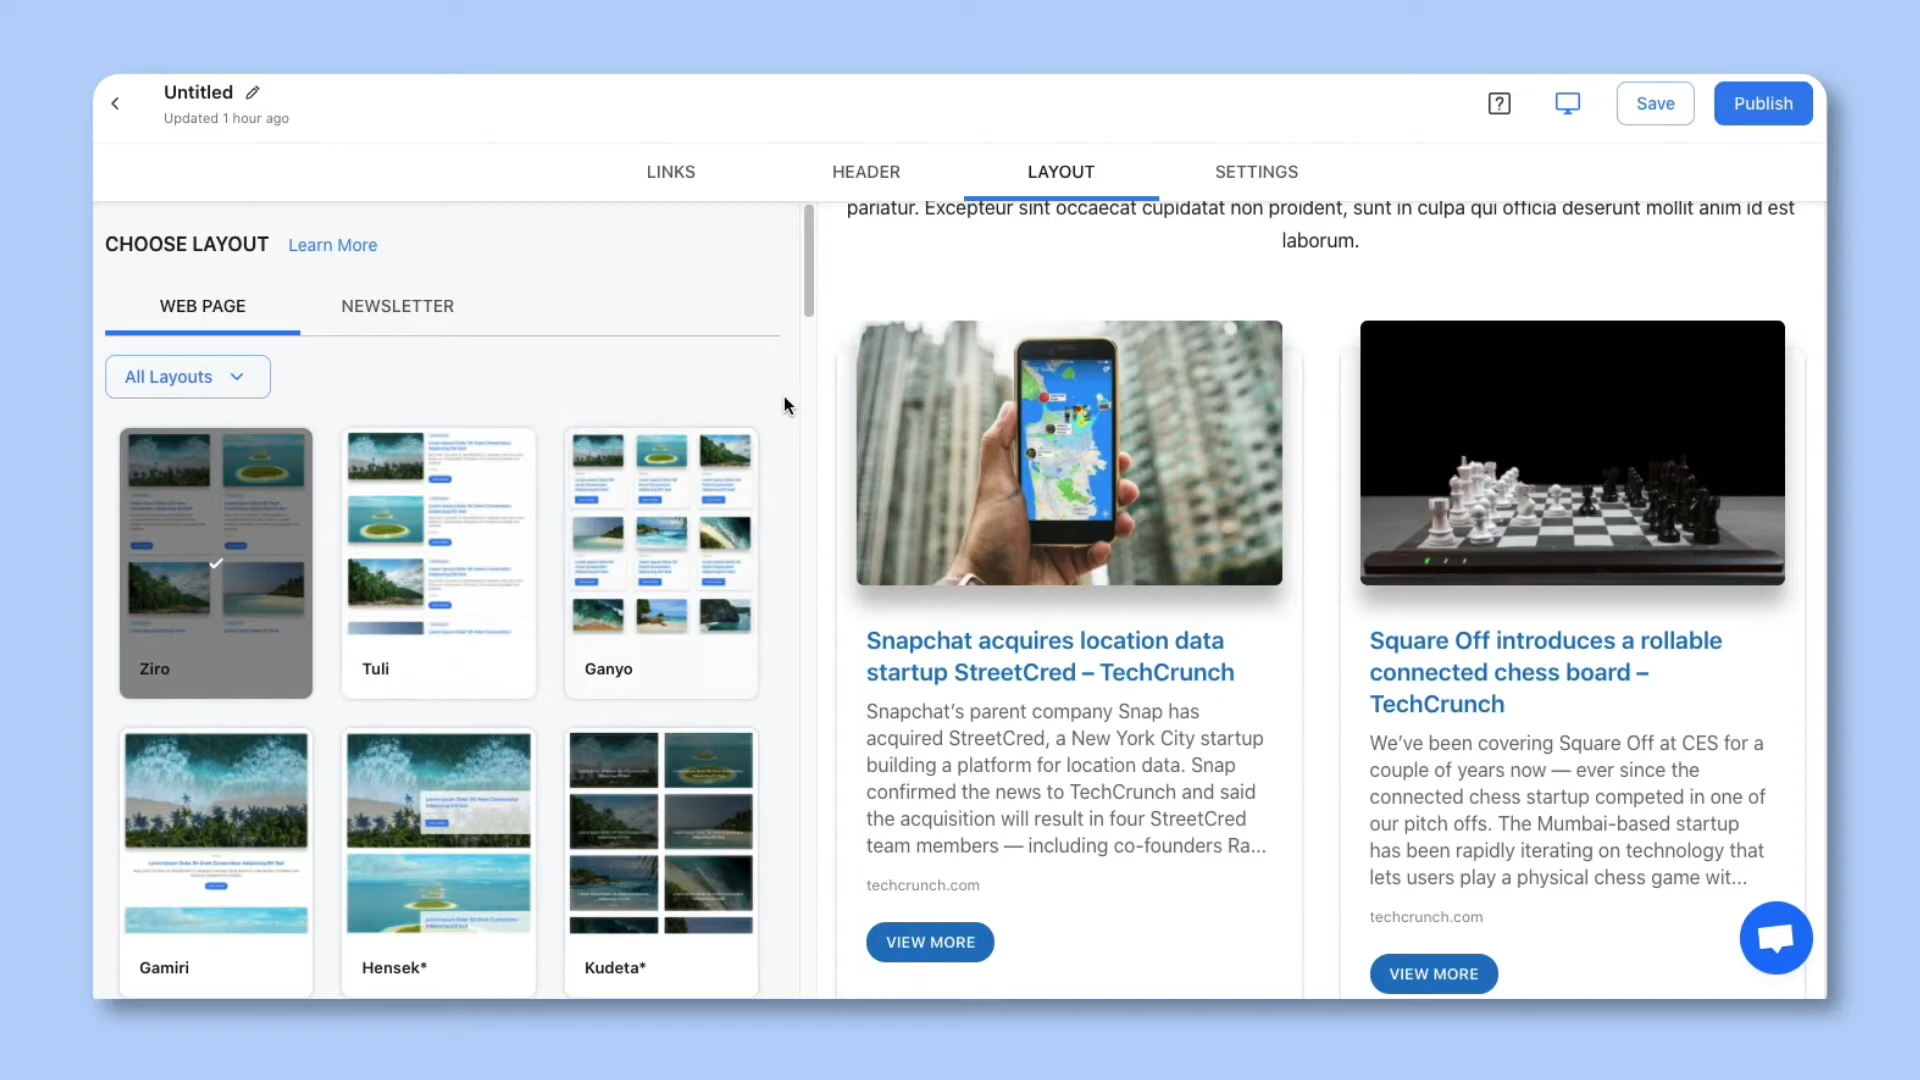 Untitled
Updated 1 hour ago
?
Save
Publish
LINKS
HEADER
LAYOUT
SETTINGS
CHOOSE LAYOUT
Learn More
WEB PAGE
NEWSLETTER
All Layouts
Ziro
Tuli
Ganyo
Gamiri
Hensek*
Kudeta*
pariatur. Excepteur sint occaecat cupidatat non proident, sunt in culpa qui officia deserunt mollit anim id est
laborum.
Snapchat acquires location data
startup StreetCred – TechCrunch
Snapchat’s parent company Snap has
acquired StreetCred, a New York City startup
building a platform for location data. Snap
confirmed the news to TechCrunch and said
the acquisition will result in four StreetCred
team members — including co-founders Ra...
techcrunch.com
VIEW MORE
Square Off introduces a rollable
connected chess board –
TechCrunch
We’ve been covering Square Off at CES for a
couple of years now — ever since the
connected chess startup competed in one of
our pitch offs. The Mumbai-based startup
has been rapidly iterating on technology that
lets users play a physical chess game wit...
techcrunch.com
VIEW MORE